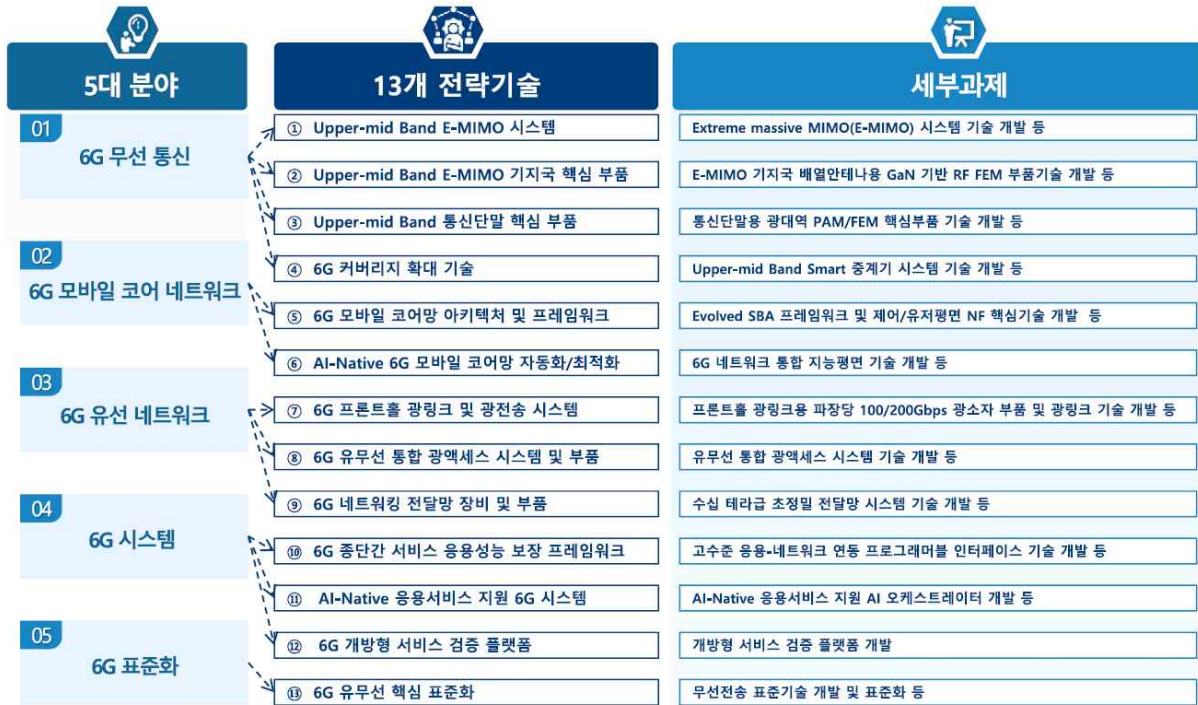 5대 분야
13개 전략기술
세부과제
01
6G 무선 통신
① Upper-mid Band E-MIMO 시스템
Extreme massive MIMO(E-MIMO) 시스템 기술 개발 등
② Upper-mid Band E-MIMO 기지국 핵심 부품
E-MIMO 기지국 배열안테나용 GaN 기반 RF FEM 부품기술 개발 등
③ Upper-mid Band 통신단말 핵심 부품
통신단말용 광대역 PAM/FEM 핵심부품 기술 개발 등
④ 6G 커버리지 확대 기술
Upper-mid Band Smart 중계기 시스템 기술 개발 등
02
6G 모바일 코어 네트워크
⑤ 6G 모바일 코어망 아키텍처 및 프레임워크
Evolved SBA 프레임워크 및 제어/유저평면 NF 핵심기술 개발 등
⑥ AI-Native 6G 모바일 코어망 자동화/최적화
6G 네트워크 통합 지능평면 기술 개발 등
03
6G 유선 네트워크
⑦ 6G 프론트홀 광링크 및 광전송 시스템
프론트홀 광링크용 파장당 100/200Gbps 광소자 부품 및 광링크 기술 개발 등
⑧ 6G 유무선 통합 광액세스 시스템 및 부품
유무선 통합 광액세스 시스템 기술 개발 등
⑨ 6G 네트워킹 전달망 장비 및 부품
수십 테라급 초정밀 전달망 시스템 기술 개발 등
04
6G 시스템
⑩ 6G 종단간 서비스 응용성능 보장 프레임워크
고수준 응용-네트워크 연동 프로그래머블 인터페이스 기술 개발 등
⑪ AI-Native 응용서비스 지원 6G 시스템
AI-Native 응용서비스 지원 AI 오케스트레이터 개발 등
⑫ 6G 개방형 서비스 검증 플랫폼
개방형 서비스 검증 플랫폼 개발
05
6G 표준화
⑬ 6G 유무선 핵심 표준화
무선전송 표준기술 개발 및 표준화 등